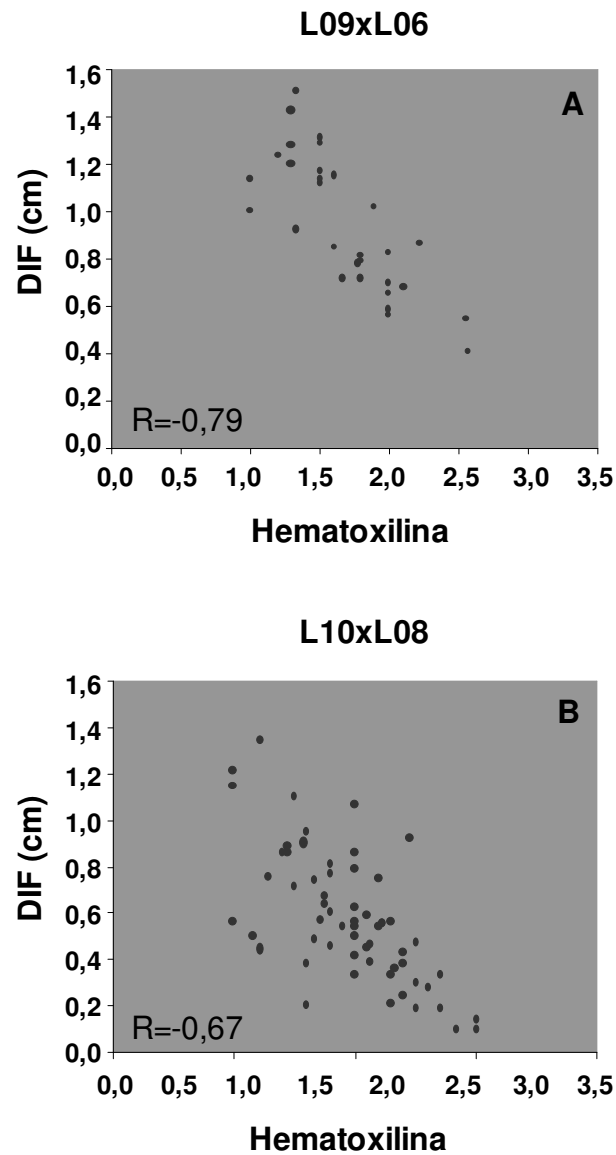 L09xL06
A
1,6
1,4
1,2
1,0
0,8
0,6
0,4
0,2
0,0
DIF (cm)
R=-0,79
0,0 0,5 1,0 1,5 2,0 2,5 3,0 3,5
Hematoxilina
L10xL08
B
1,6
1,4
1,2
1,0
0,8
0,6
0,4
0,2
0,0
DIF (cm)
R=-0,67
0,0 0,5 1,0 1,5 2,0 2,5 3,5
Hematoxilina